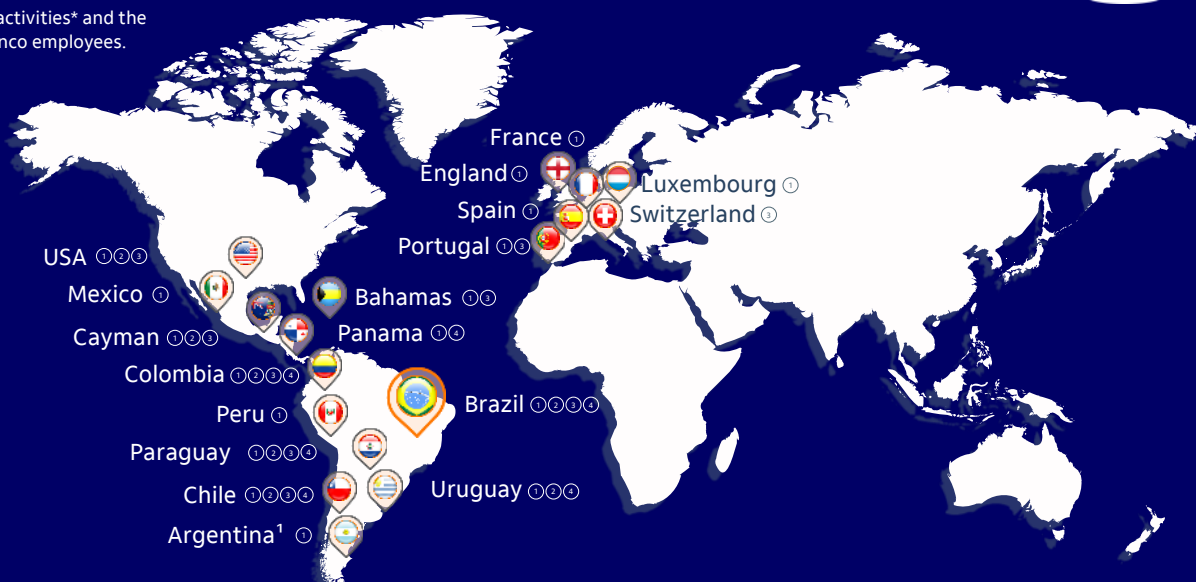 activities* and the
nco employees.
France ①
England ①
Luxembourg ①
Spain ①
Switzerland ③
Portugal ①③
USA ①②③
Mexico ①
Bahamas ①③
Cayman ①②③
Panama ①④
Colombia ①②③④
Brazil ①②③④
Peru ①
Paraguay ①②③④
Chile ①②③④
Uruguay ①②④
Argentina¹ ①